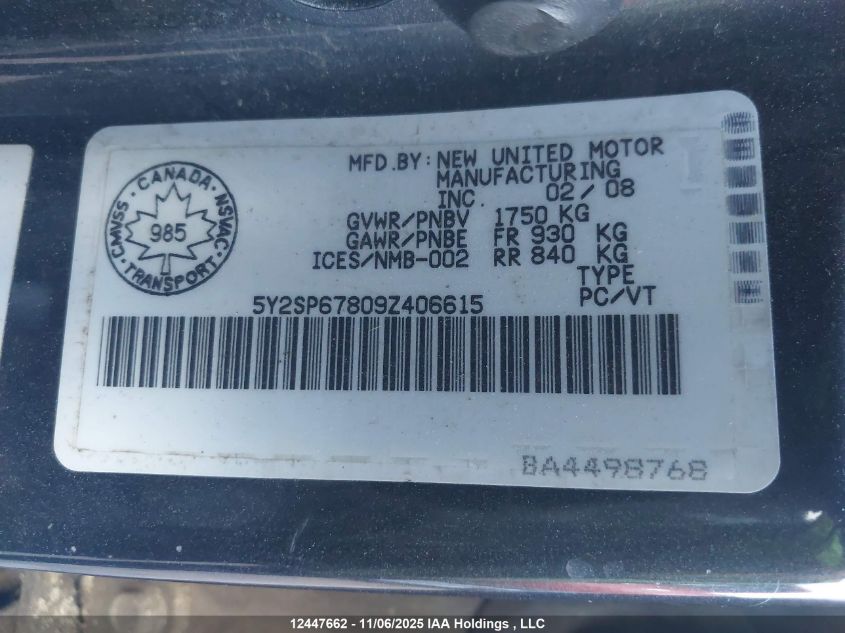 CANADA
CMVSS NSVAC
985
TRANSPORT
MFD.BY: NEW UNITED MOTOR
MANUFACTURING
INC. 02/08
GVWR/PNBV 1750 KG
GAWR/PNBE FR 930 KG
ICES/NMB-002 RR 840 KG
TYPE
5Y2SP67809Z406615 PC/VT
BA4498768
12447662 - 11/06/2025 IAA Holdings , LLC